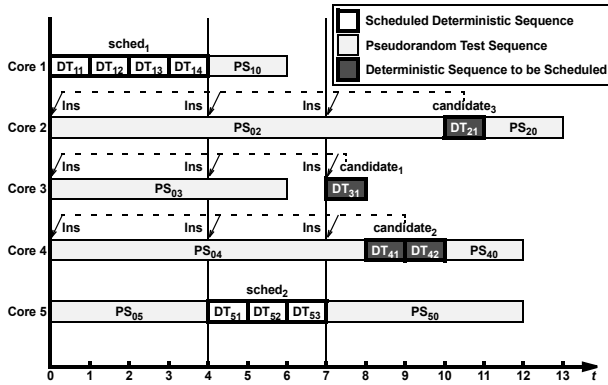 Scheduled Deterministic Sequence
Pseudorandom Test Sequence
Deterministic Sequence to be Scheduled
sched1
Core 1 DT11 DT12 DT13 DT14 PS10
Ins Ins Ins candidate3
Core 2 PS02 DT21 PS20
Ins Ins Ins candidate1
Core 3 PS03 DT31
Ins Ins Ins candidate2
Core 4 PS04 DT41 DT42 PS40
sched2
Core 5 PS05 DT51 DT52 DT53 PS50
0 1 2 3 4 5 6 7 8 9 10 11 12 13 t